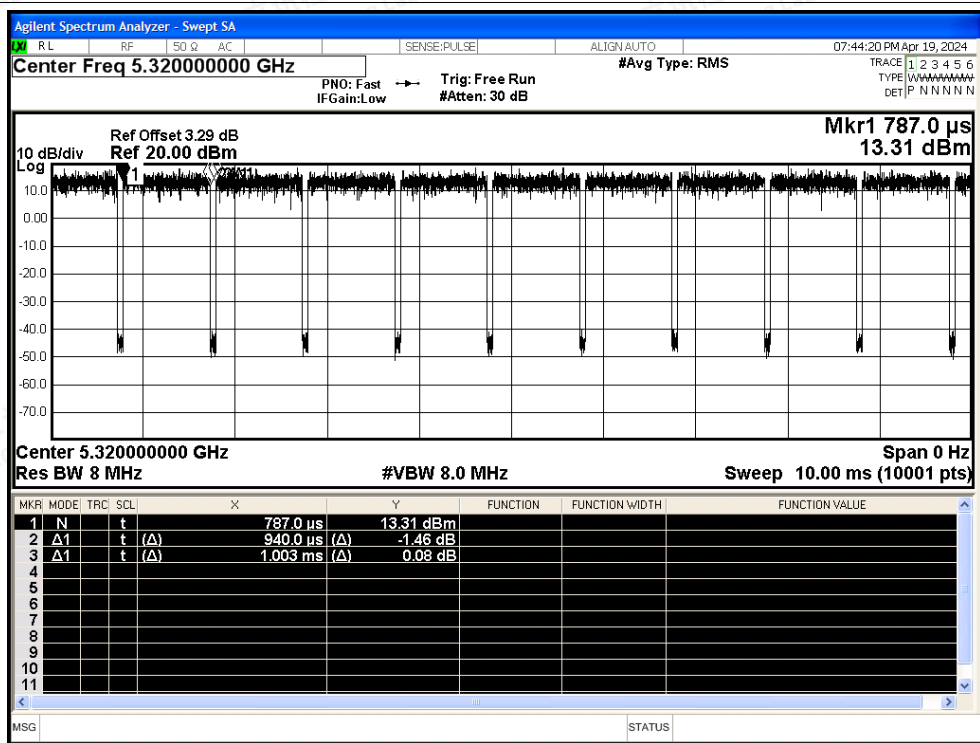 Agilent Spectrum Analyzer - Swept SA
LXI RL RF 50 Ω AC SENSE:PULSE ALIGN AUTO 07:44:20 PM Apr 19, 2024
Center Freq 5.320000000 GHz #Avg Type: RMS TRACE 1 2 3 4 5 6
PNO: Fast Trig: Free Run TYPE WWWWWW
IFGain:Low #Atten: 30 dB DET P N N N N N
Mkr1 787.0 µs
Ref Offset 3.29 dB
10 dB/div Ref 20.00 dBm 13.31 dBm
Log
1
10.0
0.00
-10.0
-20.0
-30.0
-40.0
-50.0
-60.0
-70.0
Center 5.320000000 GHz Span 0 Hz
Res BW 8 MHz #VBW 8.0 MHz Sweep 10.00 ms (10001 pts)
MKR MODE TRC SCL X Y FUNCTION FUNCTION WIDTH FUNCTION VALUE
1 N t 787.0 µs 13.31 dBm
2 Δ1 t (Δ) 940.0 µs (Δ) -1.46 dB
3 Δ1 t (Δ) 1.003 ms (Δ) 0.08 dB
4
5
6
7
8
9
10
11
MSG STATUS